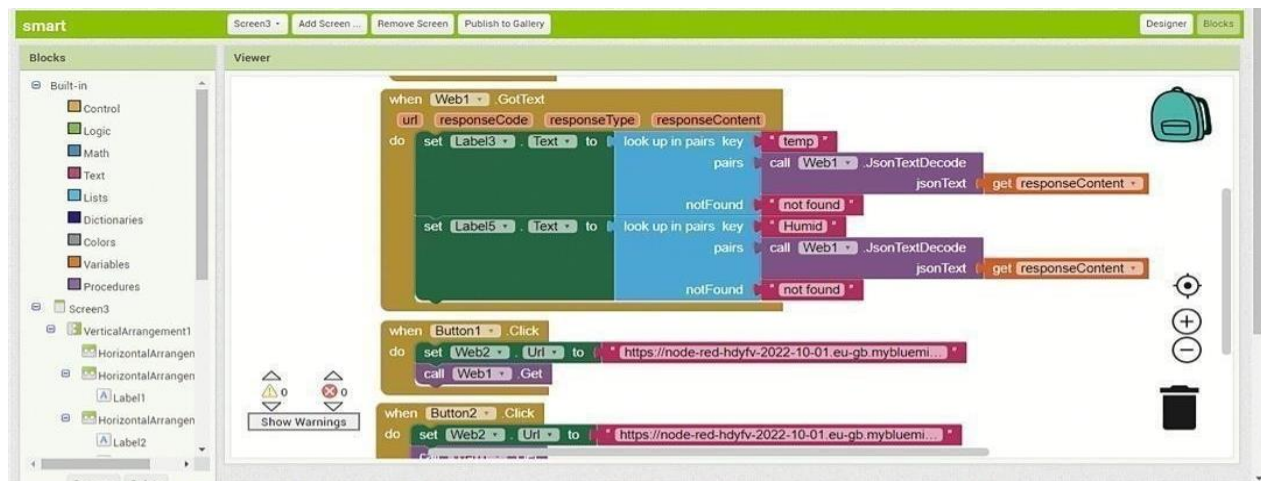 smart
Screen3
Add Screen ...
Remove Screen
Publish to Gallery
Designer
Blocks
Blocks
Viewer
Built-in
Control
Logic
Math
Text
Lists
Dictionaries
Colors
Variables
Procedures
Screen3
VerticalArrangement1
HorizontalArrangen
HorizontalArrangen
Label1
HorizontalArrangen
Label2
when Web1 .GotText
url responseCode responseType responseContent
do set Label3 . Text to look up in pairs key " temp "
pairs call Web1 .JsonTextDecode
jsonText get responseContent
notFound " not found "
set Label5 . Text to look up in pairs key " Humid "
pairs call Web1 .JsonTextDecode
jsonText get responseContent
notFound " not found "
when Button1 .Click
do set Web2 . Url to " https://node-red-hdyfv-2022-10-01.eu-gb.mybluemi... "
call Web1 .Get
when Button2 .Click
do set Web2 . Url to " https://node-red-hdyfv-2022-10-01.eu-gb.mybluemi... "
0
0
Show Warnings